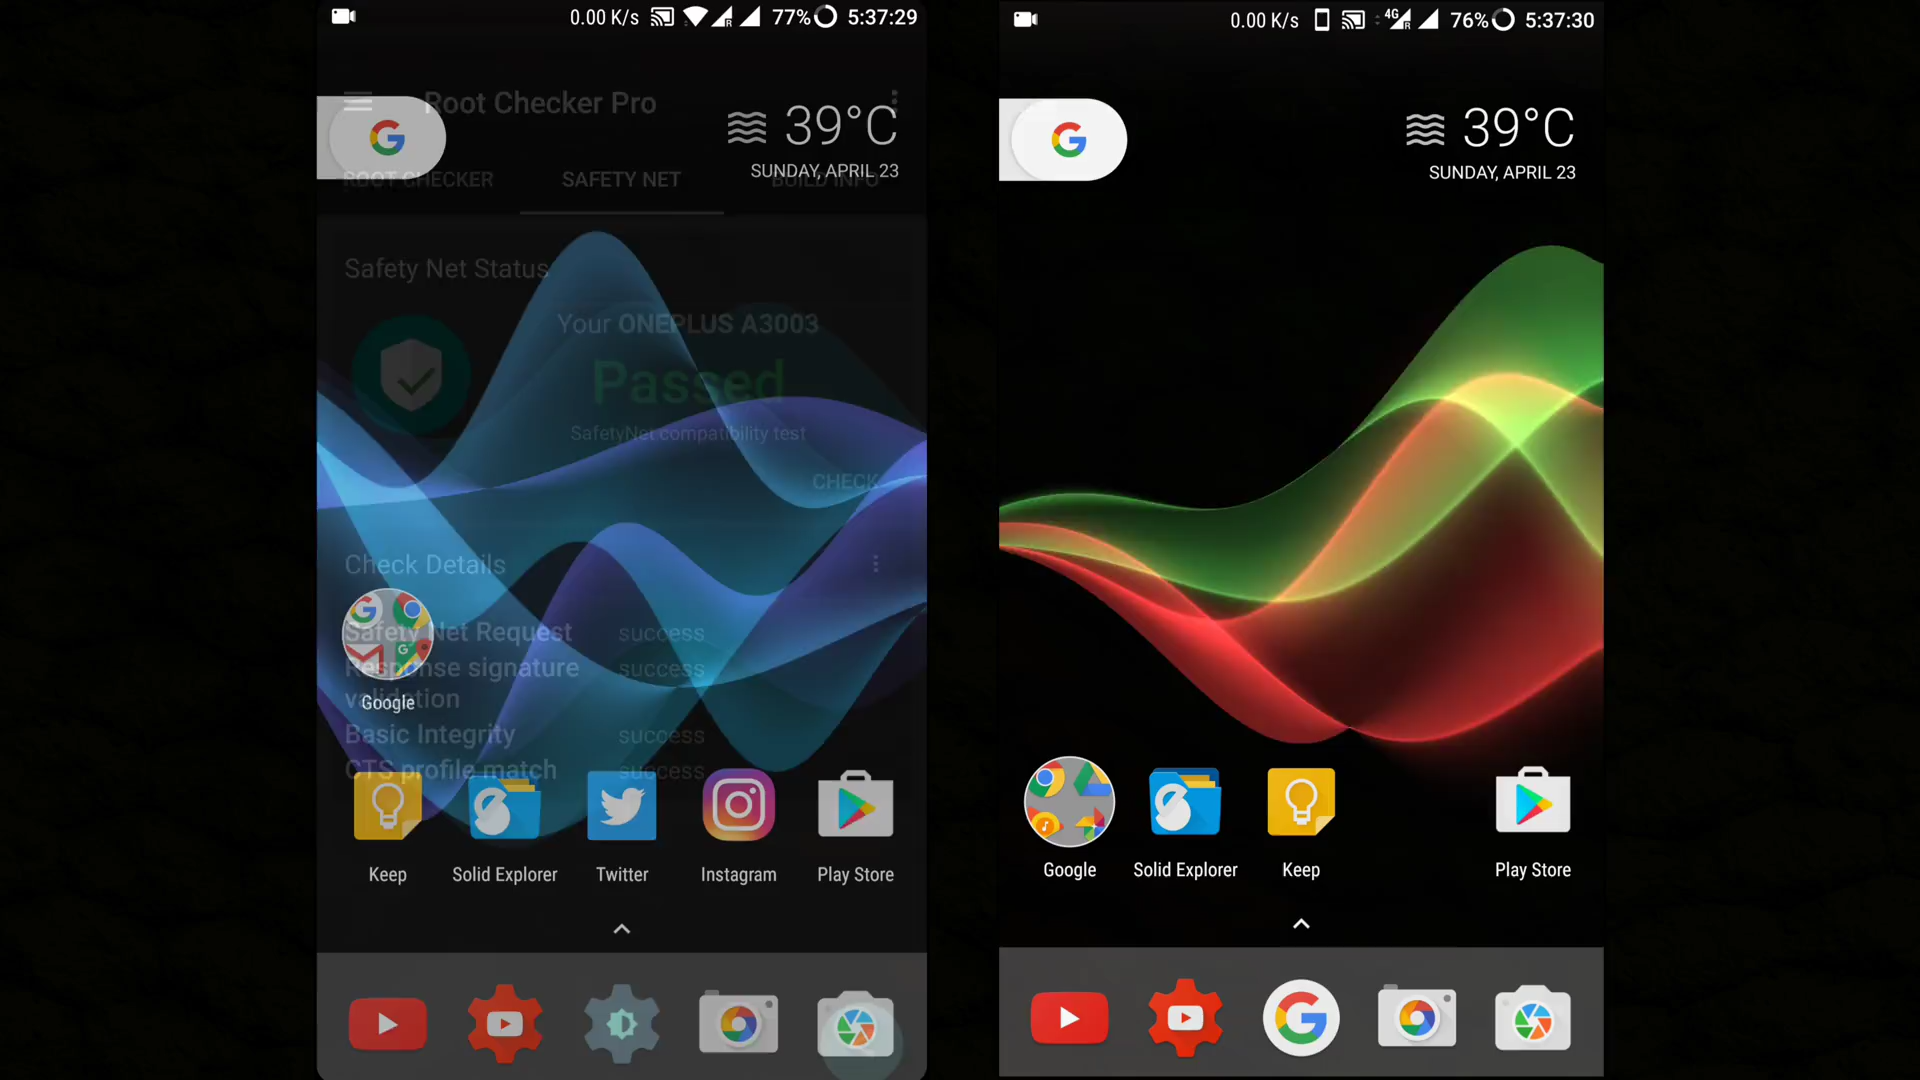 0.00 K/s 77% 5:37:29
Root Checker Pro
39°C
SUNDAY, APRIL 23
ROOT CHECKER SAFETY NET BUILD INFO
Safety Net Status
Your ONEPLUS A3003
Passed
SafetyNet compatibility test
CHECK
Check Details
Safety Net Request success
Response signature success
validation
Google
Basic Integrity success
CTS profile match success
Keep Solid Explorer Twitter Instagram Play Store
0.00 K/s 4G R 76% 5:37:30
39°C
SUNDAY, APRIL 23
Google Solid Explorer Keep Play Store